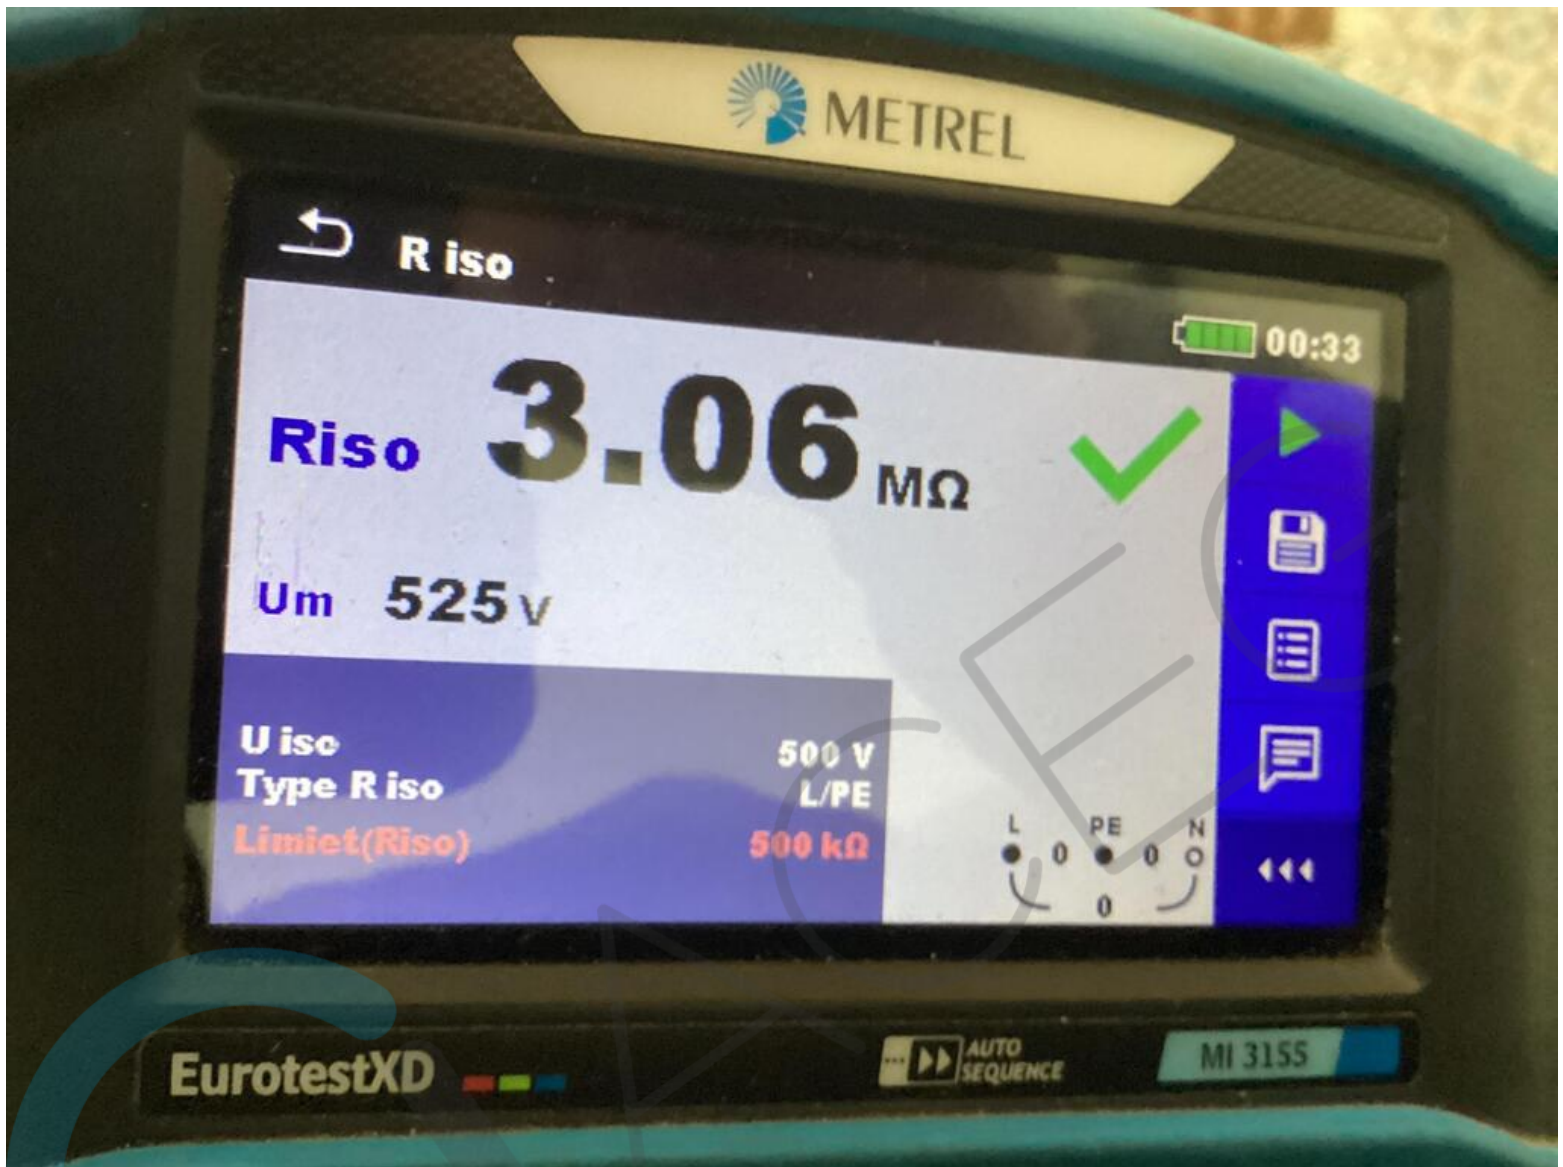 METREL
R iso
00:33
Riso 3.06 MΩ
Um 525 V
U iso 500 V
Type R iso L/PE
Limiet(Riso) 500 kΩ
L PE N
0 0
0
EurotestXD
AUTO
SEQUENCE
MI 3155